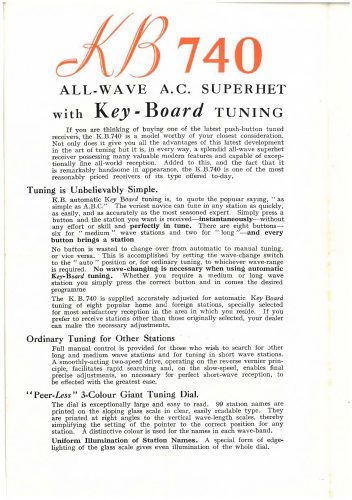 KB 740
ALL-WAVE A.C. SUPERHET
with Key-Board TUNING
If you are thinking of buying one of the latest push-button tuned
receivers, the K.B.740 is a model worthy of your closest consideration.
Not only does it give you all the advantages of this latest development
in the art of tuning but it is, in every way, a splendid all-wave superhet
receiver possessing many valuable modern features and capable of excep-
tionally fine all-world reception. Added to this, and the fact that it
is remarkably handsome in appearance, the K.B.740 is one of the most
reasonably priced receivers of its type offered to-day.
Tuning is Unbelievably Simple.
K.B. automatic Key Board tuning is, to quote the popular saying, "as
simple as A.B.C." The veriest novice can tune in any station as quickly,
as easily, and as accurately as the most seasoned expert. Simply press a
button and the station you want is received—instantaneously—without
any effort or skill and perfectly in tune. There are eight buttons—
six for "medium" wave stations and two for "long"—and every
button brings a station
No button is wasted to change over from automatic to manual tuning,
or vice versa. This is accomplished by setting the wave-change switch
to the "auto" position or, for ordinary tuning, to whichever wave-range
is required. No wave-changing is necessary when using automatic
Key-Board tuning. Whether you require a medium or long wave
station you simply press the correct button and in comes the desired
programme
The K.B.740 is supplied accurately adjusted for automatic Key Board
tuning of eight popular home and foreign stations, specially selected
for most satisfactory reception in the area in which you reside. If you
prefer to receive stations other than those originally selected, your dealer
can make the necessary adjustments.
Ordinary Tuning for Other Stations
Full manual control is provided for those who wish to search for other
long and medium wave stations and for tuning in short wave stations.
A smoothly-acting two-speed drive, operating on the reverse vernier prin-
ciple, facilitates rapid searching and, on the slow-speed, enables final
precise adjustments, so necessary for perfect short-wave reception, to
be effected with the greatest ease.
"Peer-Less" 3-Colour Giant Tuning Dial.
The dial is exceptionally large and easy to read. 99 station names are
printed on the sloping glass scale in clear, easily readable type. They
are printed at right angles to the vertical wave-length scales, thereby
simplifying the setting of the pointer to the correct position for any
station. A distinctive colour is used for the names in each wave-band.
Uniform Illumination of Station Names. A special form of edge-
lighting of the glass scale gives even illumination of the whole dial.